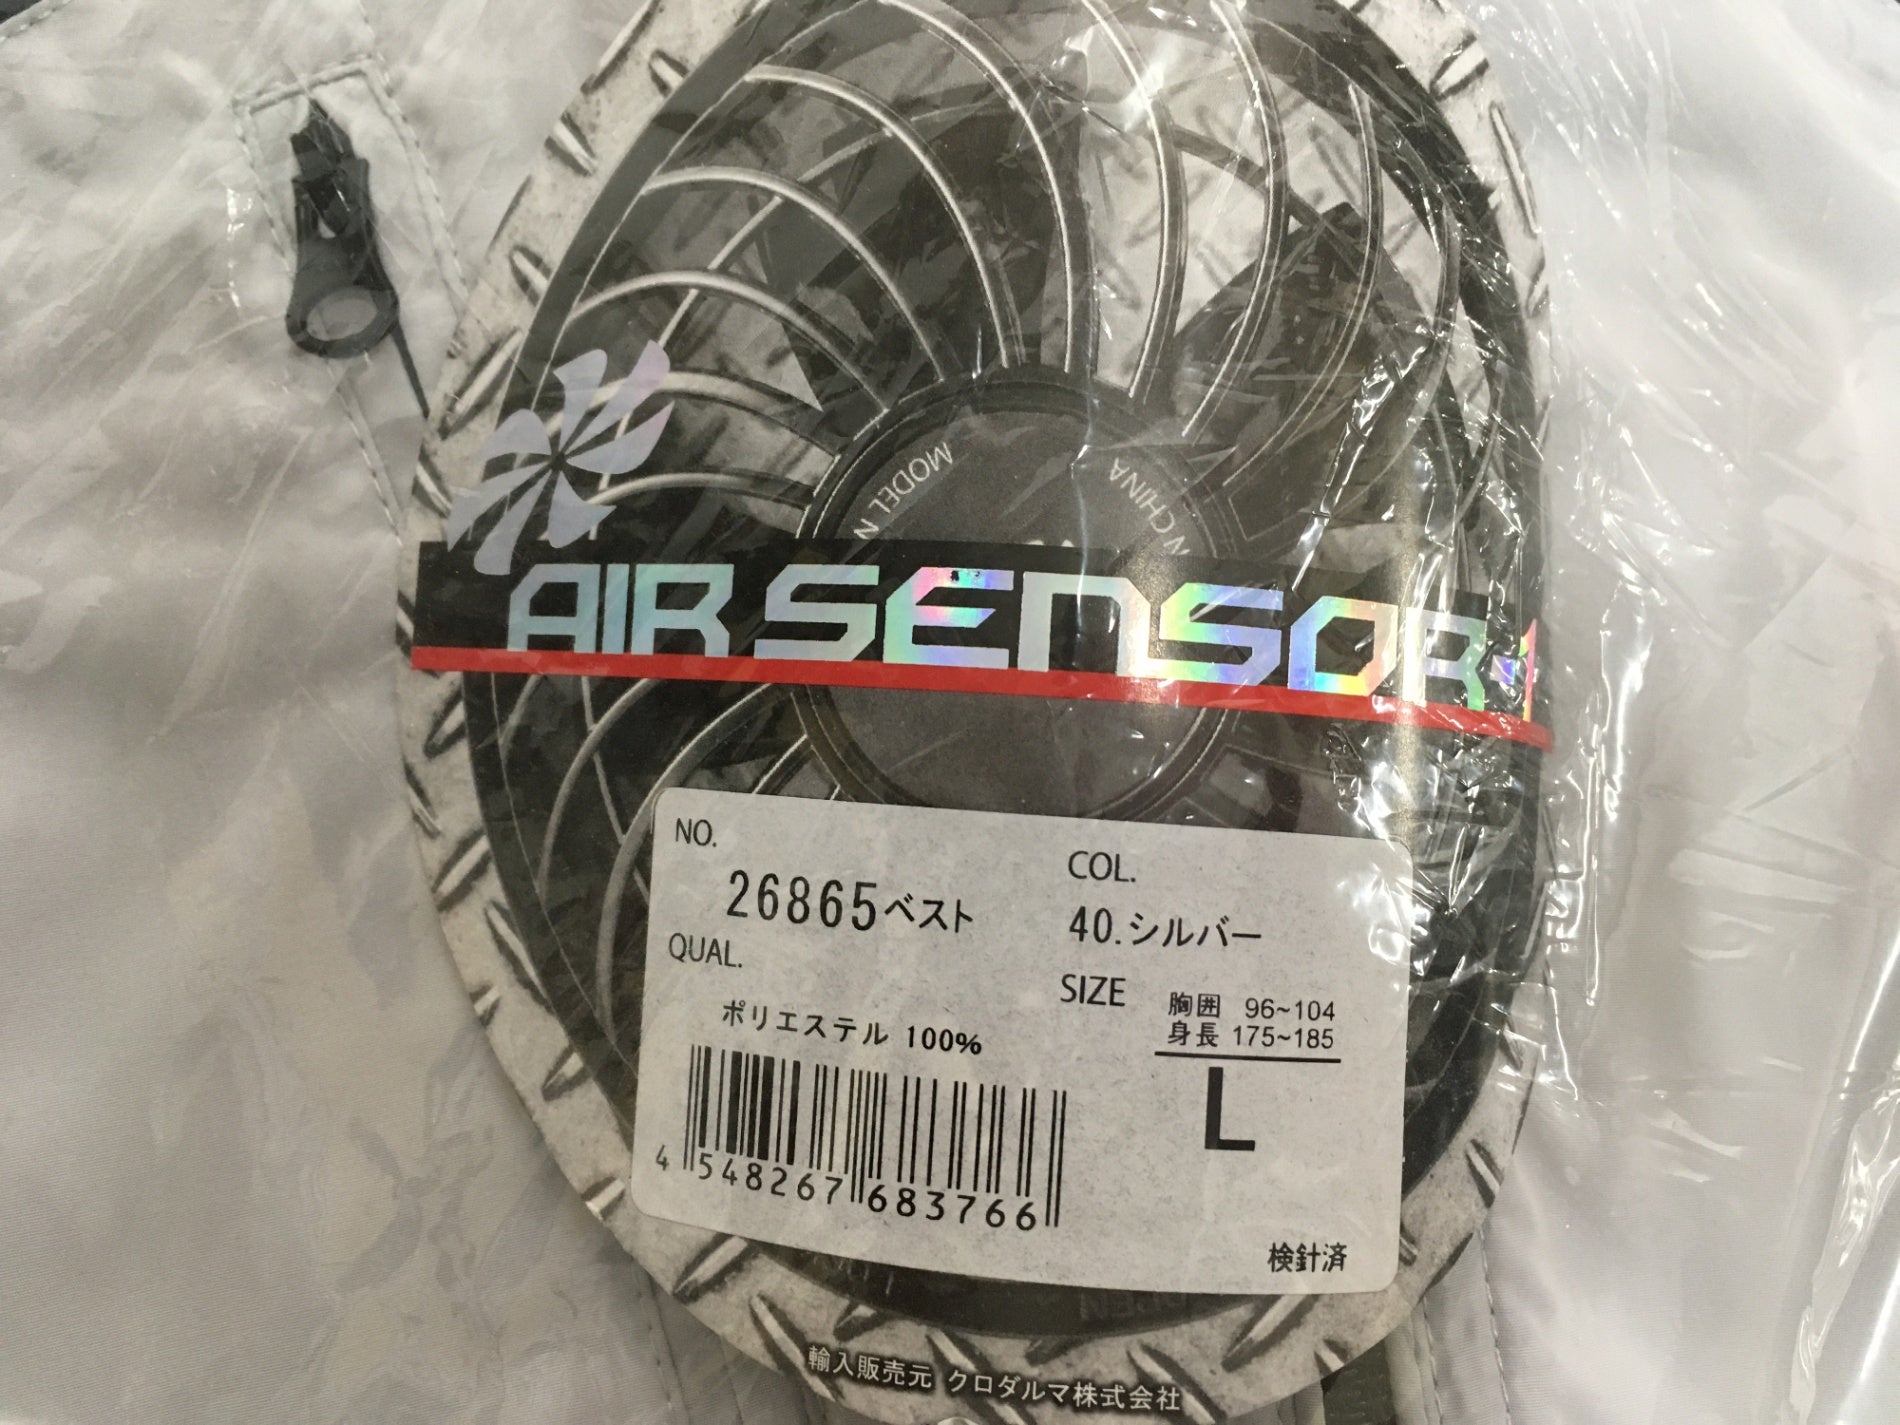 MODEL N
CHINA
AIR SENSOR-1
NO.
26865ベスト
COL.
40.シルバー
QUAL.
ポリエステル 100%
SIZE
胸囲 96~104
身長 175~185
L
4 548267 683766
検針済
輸入販売元 クロダルマ株式会社